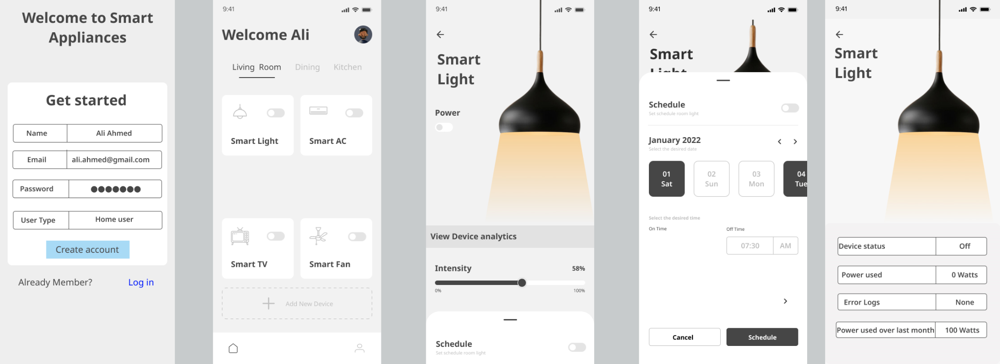 Welcome to Smart
Appliances
Get started
Name
Ali Ahmed
Email
ali.ahmed@gmail.com
Password
●●●●●●●
User Type
Home user
Create account
Already Member?
Log in
9:41
Welcome Ali
Living Room
Dining
Kitchen
Smart Light
Smart AC
Smart TV
Smart Fan
Add New Device
9:41
Smart
Light
Power
View Device analytics
Intensity
58%
0%
100%
Schedule
Set schedule room light
9:41
Smart
Light
Schedule
Set schedule room light
January 2022
Select the desired date
01
Sat
02
Sun
03
Mon
04
Tue
Select the desired time
On Time
Off Time
07:30
AM
Cancel
Schedule
9:41
Smart
Light
Device status
Off
Power used
0 Watts
Error Logs
None
Power used over last month
100 Watts